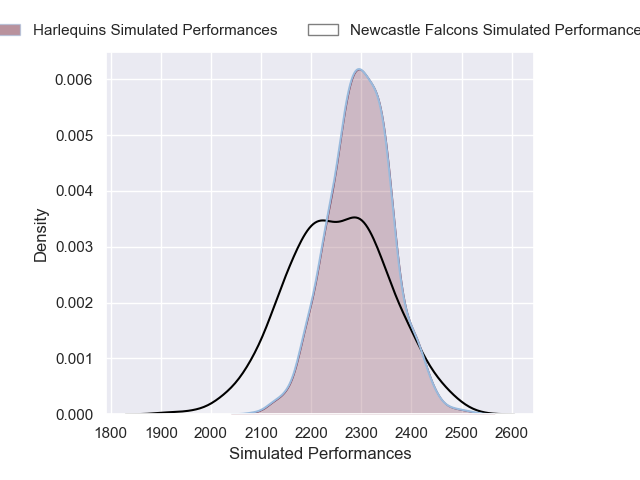 Harlequins Simulated Performances
Newcastle Falcons Simulated Performance
0.006
0.005
0.004
0.003
0.002
0.001
0.000
Density
1800 1900 2000 2100 2200 2300 2400 2500 2600
Simulated Performances